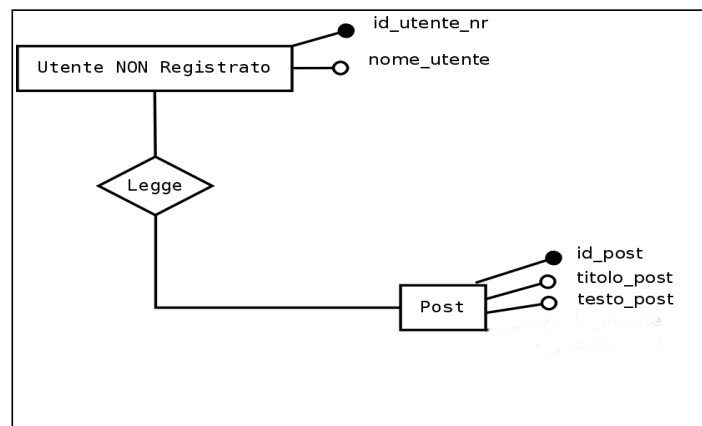 id_utente_nr
Utente NON Registrato
nome_utente
Legge
id_post
titolo_post
testo_post
Post